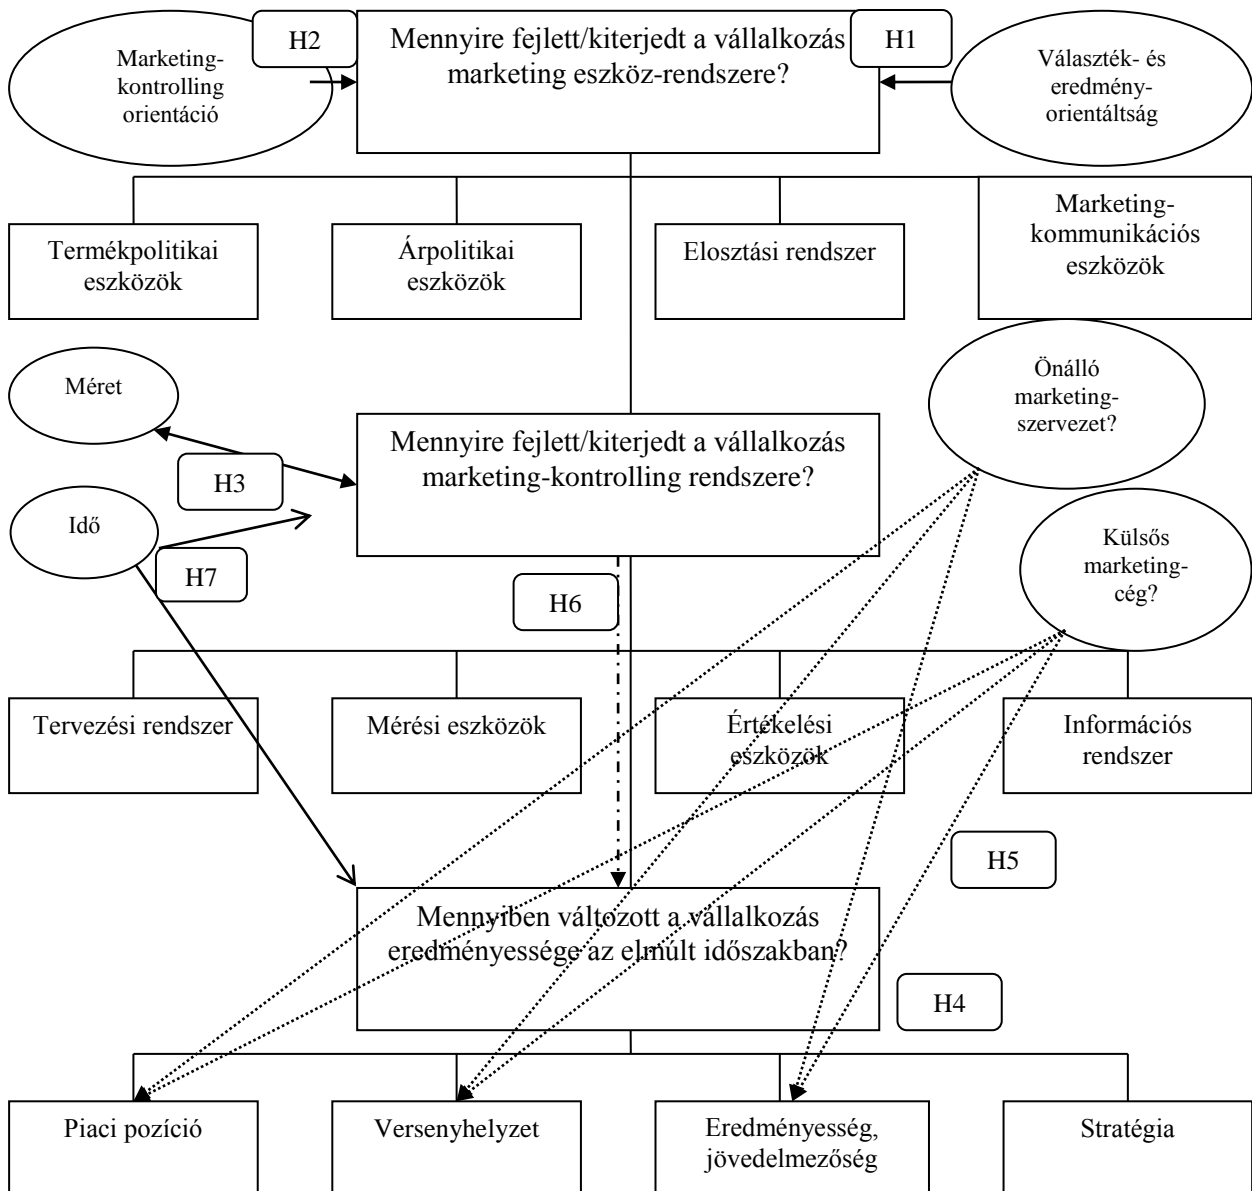 Marketing-
kontrolling
orientáció
H2
Mennyire fejlett/kiterjedt a vállalkozás
marketing eszköz-rendszere?
H1
Választék- és
eredmény-
orientáltság
Termékpolitikai
eszközök
Árpolitikai
eszközök
Elosztási rendszer
Marketing-
kommunikációs
eszközök
Méret
Mennyire fejlett/kiterjedt a vállalkozás
marketing-kontrolling rendszere?
Önálló
marketing-
szervezet?
H3
Idő
H7
H6
Külsős
marketing-
cég?
Tervezési rendszer
Mérési eszközök
Értékelési
eszközök
Információs
rendszer
H5
Mennyiben változott a vállalkozás
eredményessége az elmúlt időszakban?
H4
Piaci pozíció
Versenyhelyzet
Eredményesség,
jövedelmezőség
Stratégia